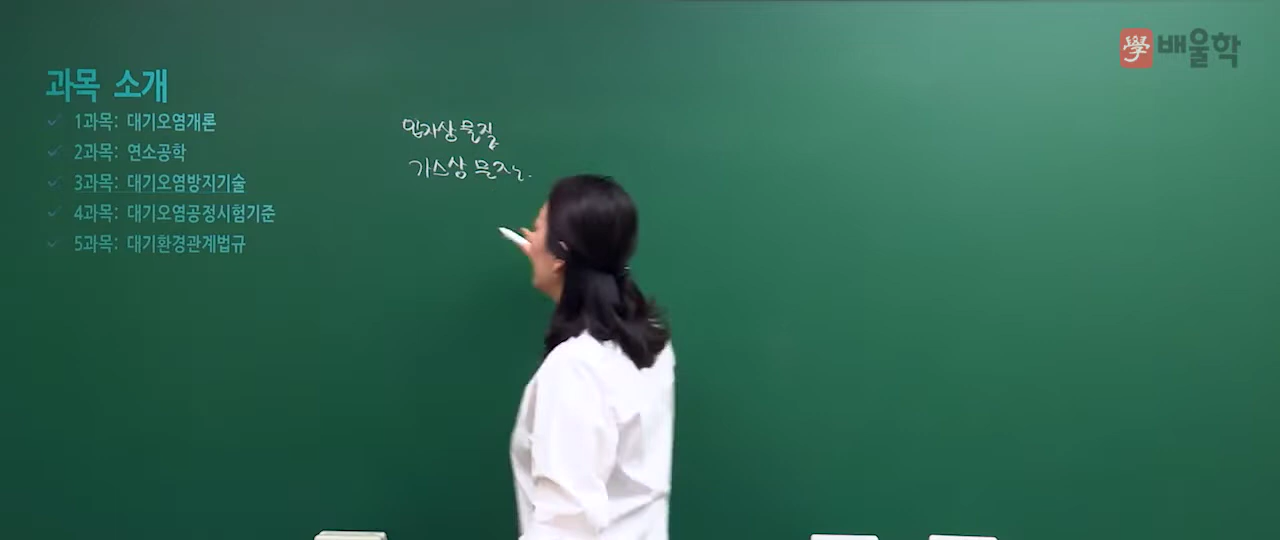 學 배울학
과목 소개
1과목: 대기오염개론
2과목: 연소공학
3과목: 대기오염방지기술
4과목: 대기오염공정시험기준
5과목: 대기환경관계법규
입자상 물질
가스상 물질